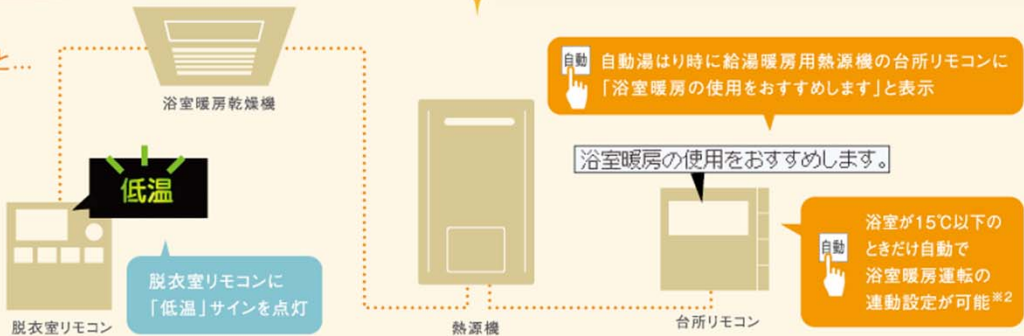 と…
浴室暖房乾燥機
自動
自動湯はり時に給湯暖房用熱源機の台所リモコンに
「浴室暖房の使用をおすすめします」と表示
浴室暖房の使用をおすすめします。
低温
脱衣室リモコンに
「低温」サインを点灯
自動
浴室が15℃以下の
ときだけ自動で
浴室暖房運転の
連動設定が可能※2
脱衣室リモコン
熱源機
台所リモコン